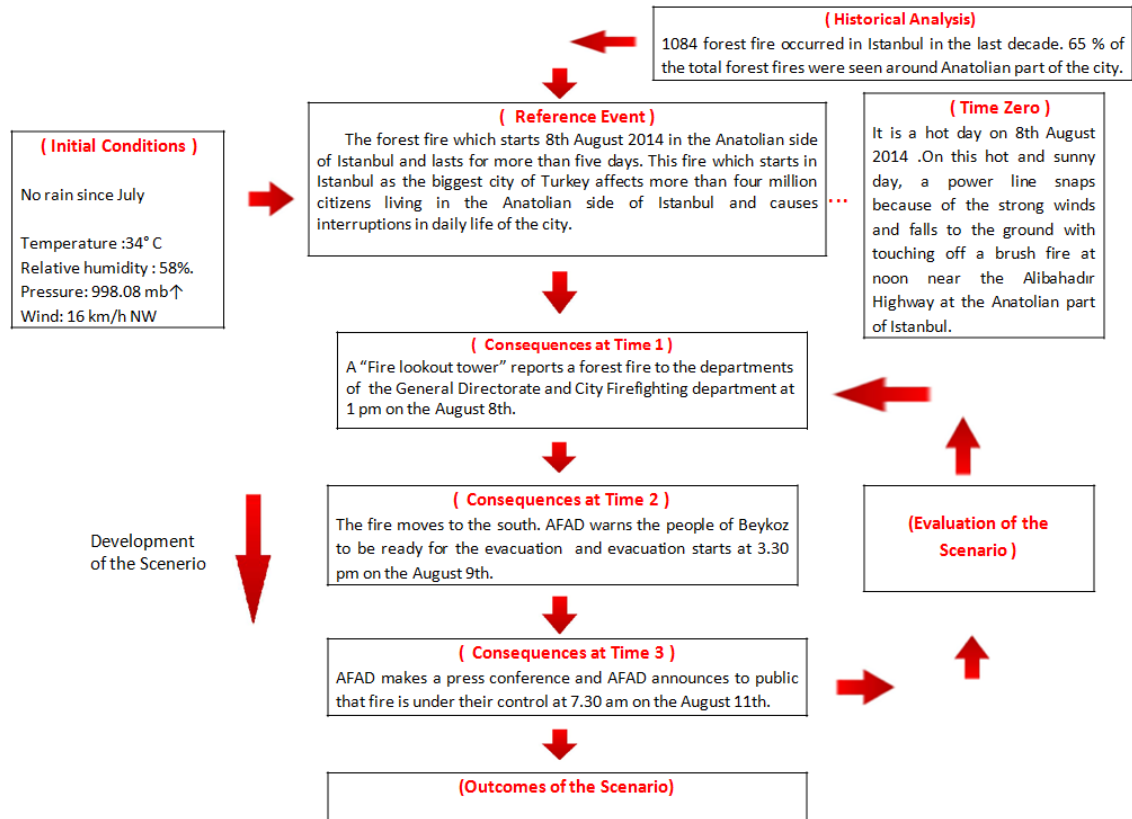 ( Historical Analysis)
1084 forest fire occurred in Istanbul in the last decade. 65 % of
the total forest fires were seen around Anatolian part of the city.
( Initial Conditions )
No rain since July
Temperature :34° C
Relative humidity : 58%.
Pressure: 998.08 mb↑
Wind: 16 km/h NW
( Reference Event )
The forest fire which starts 8th August 2014 in the Anatolian side
of Istanbul and lasts for more than five days. This fire which starts in
Istanbul as the biggest city of Turkey affects more than four million
citizens living in the Anatolian side of Istanbul and causes
interruptions in daily life of the city.
...
( Time Zero )
It is a hot day on 8th August
2014 .On this hot and sunny
day, a power line snaps
because of the strong winds
and falls to the ground with
touching off a brush fire at
noon near the Alibahadır
Highway at the Anatolian part
of Istanbul.
( Consequences at Time 1 )
A “Fire lookout tower” reports a forest fire to the departments
of the General Directorate and City Firefighting department at
1 pm on the August 8th.
( Consequences at Time 2 )
The fire moves to the south. AFAD warns the people of Beykoz
to be ready for the evacuation and evacuation starts at 3.30
pm on the August 9th.
Development
of the Scenerio
(Evaluation of the
Scenario )
( Consequences at Time 3 )
AFAD makes a press conference and AFAD announces to public
that fire is under their control at 7.30 am on the August 11th.
(Outcomes of the Scenario)